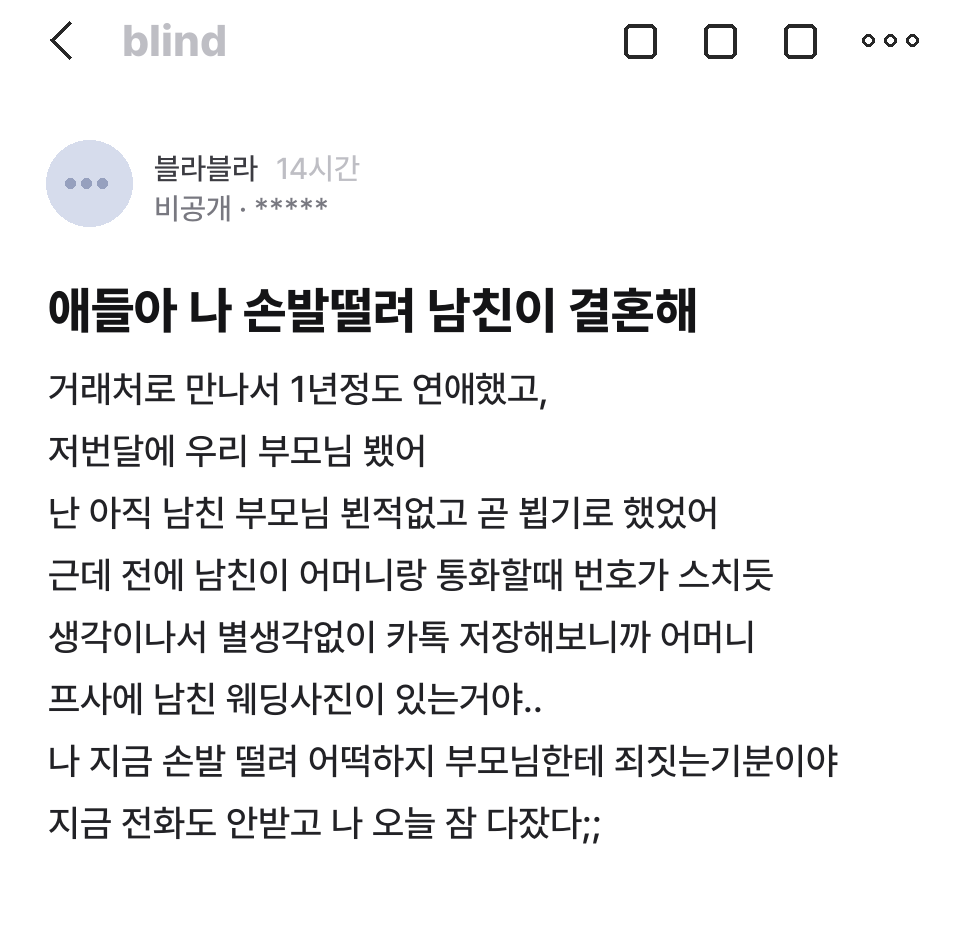 blind
블라블라 14시간
비공개 · *****
애들아 나 손발떨려 남친이 결혼해
거래처로 만나서 1년정도 연애했고,
저번달에 우리 부모님 뵀어
난 아직 남친 부모님 뵌적없고 곧 뵙기로 했었어
근데 전에 남친이 어머니랑 통화할때 번호가 스치듯
생각이나서 별생각없이 카톡 저장해보니까 어머니
프사에 남친 웨딩사진이 있는거야..
나 지금 손발 떨려 어떡하지 부모님한테 죄짓는기분이야
지금 전화도 안받고 나 오늘 잠 다잤다;;